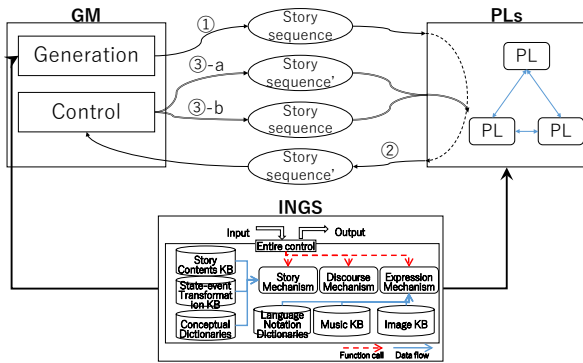 GM
PLs
Generation
Control
①
Story
sequence
③-a
Story
sequence'
③-b
Story
sequence
②
Story
sequence'
PL
PL
PL
INGS
Input
Output
Entire control
Story
Contents KB
State-event
Transformat
ion KB
Conceptual
Dictionaries
Story
Mechanism
Discourse
Mechanism
Expression
Mechanism
Language
Notation
Dictionaries
Music KB
Image KB
Function call
Data flow